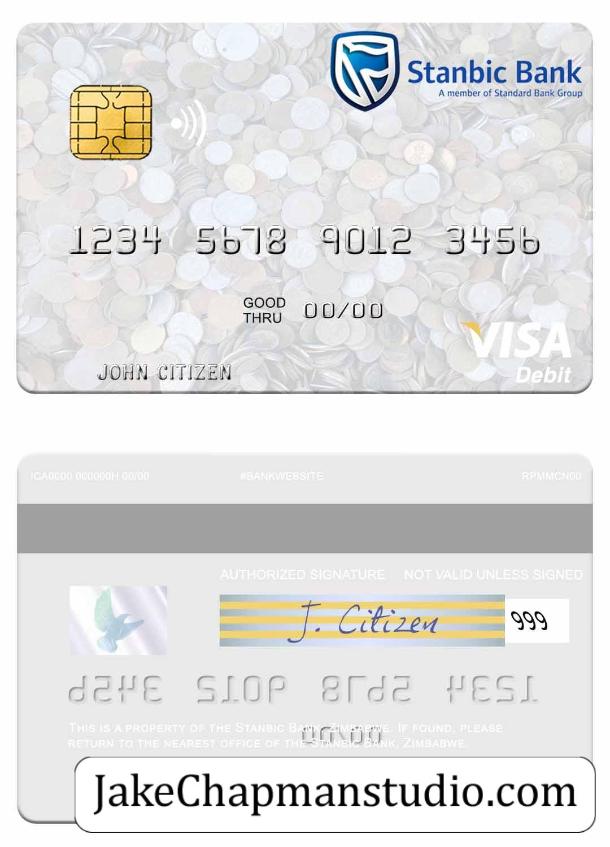 Stanbic Bank
A member of Standard Bank Group
1234 5678 9012 3456
GOOD THRU 00/00
VISA
Debit
JOHN CITIZEN
ICA0000 000000H 00/00 #BANKWEBSITE RPMMCN00
AUTHORIZED SIGNATURE NOT VALID UNLESS SIGNED
J. Citizen 999
THIS IS A PROPERTY OF THE STANBIC BANK, ZIMBABWE. IF FOUND, PLEASE
RETURN TO THE NEAREST OFFICE OF THE STANBIC BANK, ZIMBABWE.
JakeChapmanstudio.com